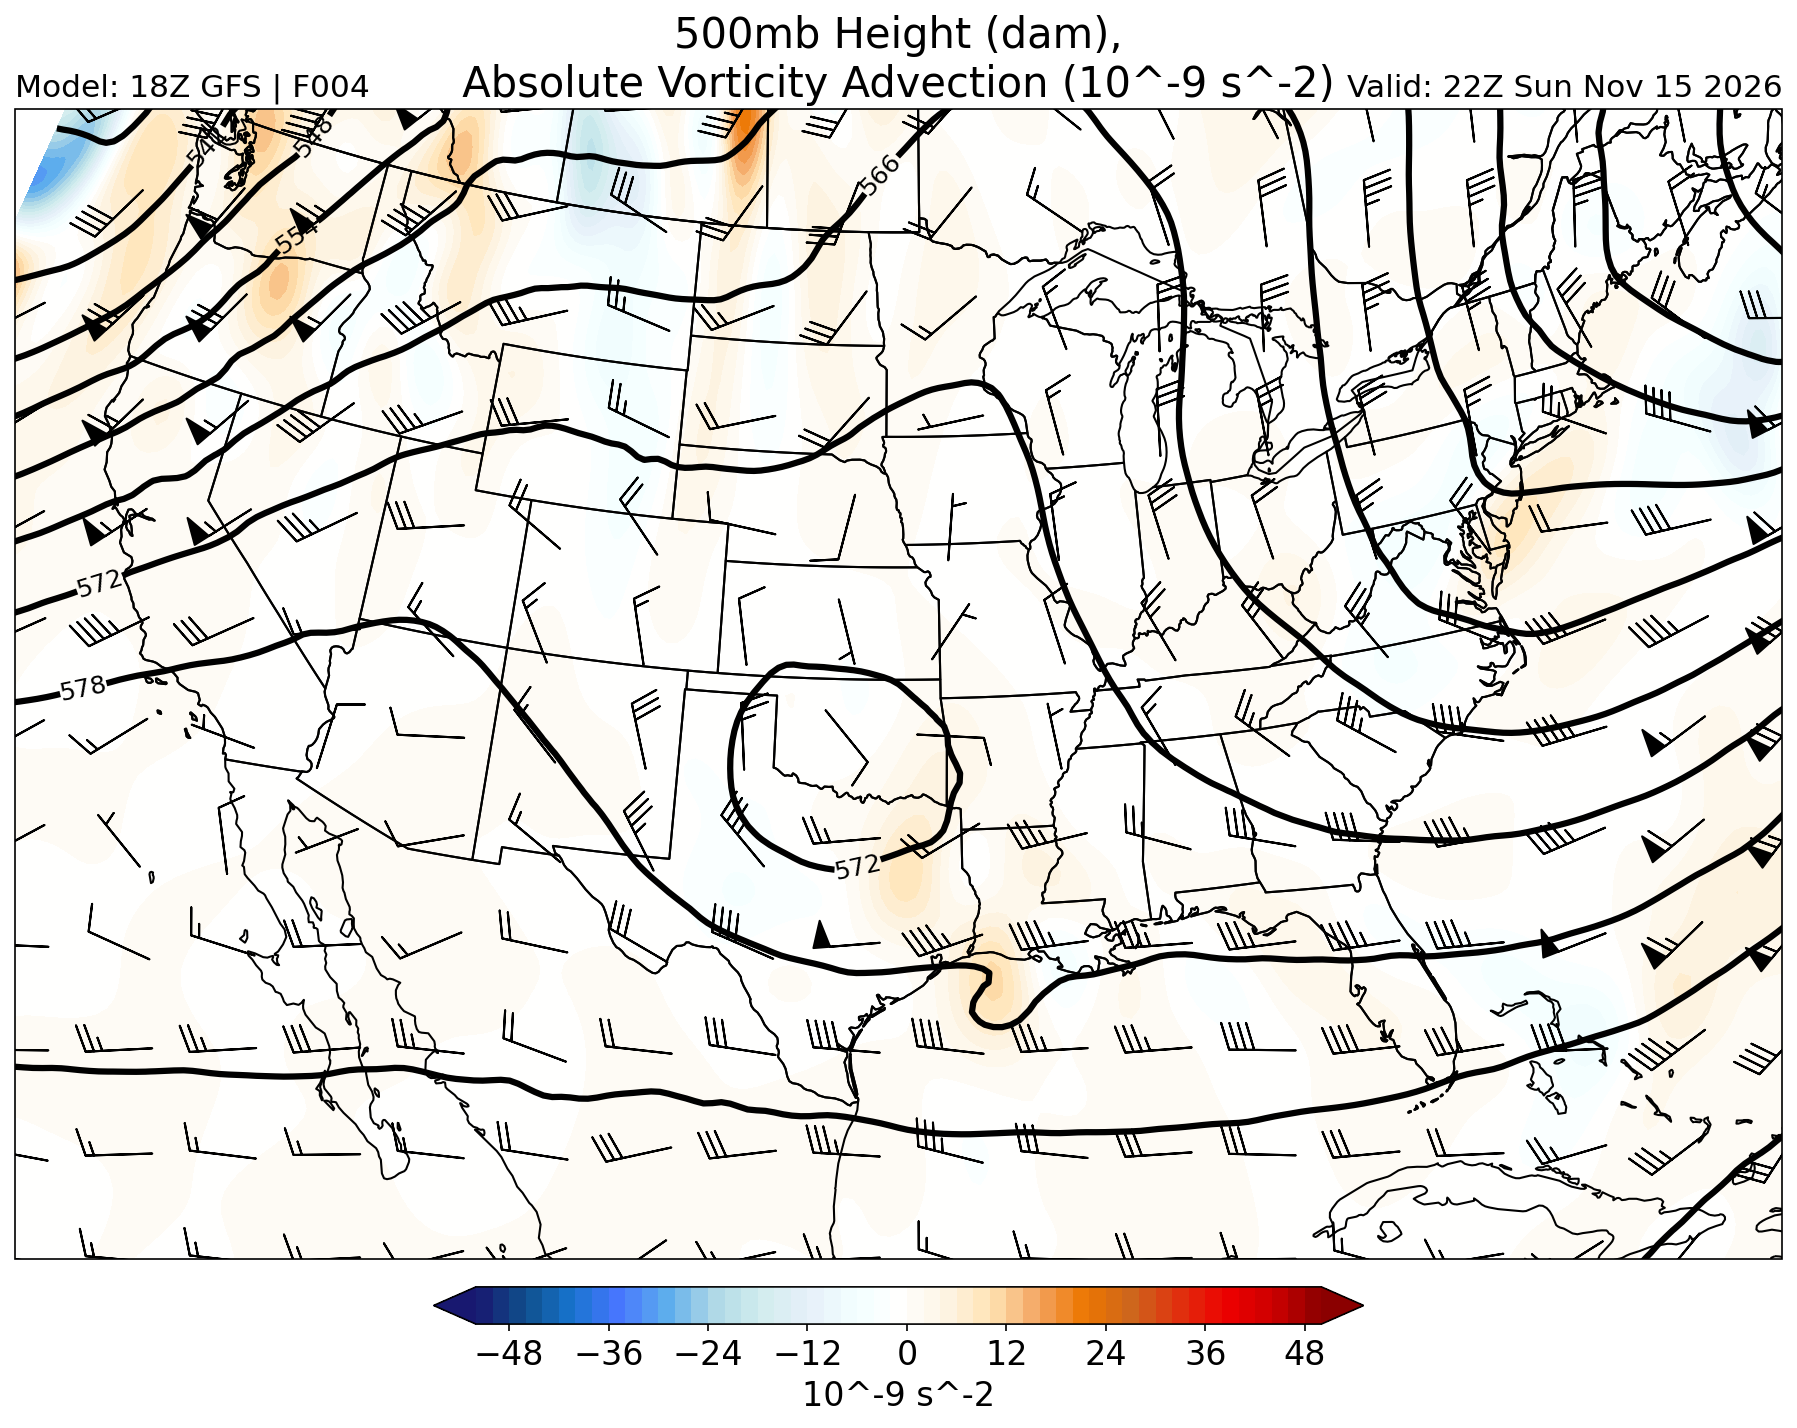 500mb Height (dam),
Model: 18Z GFS | F004
Absolute Vorticity Advection (10^-9 s^-2)
Valid: 22Z Sun Nov 15 2026
548
554
566
572
578
572
−48 −36 −24 −12 0 12 24 36 48
10^-9 s^-2